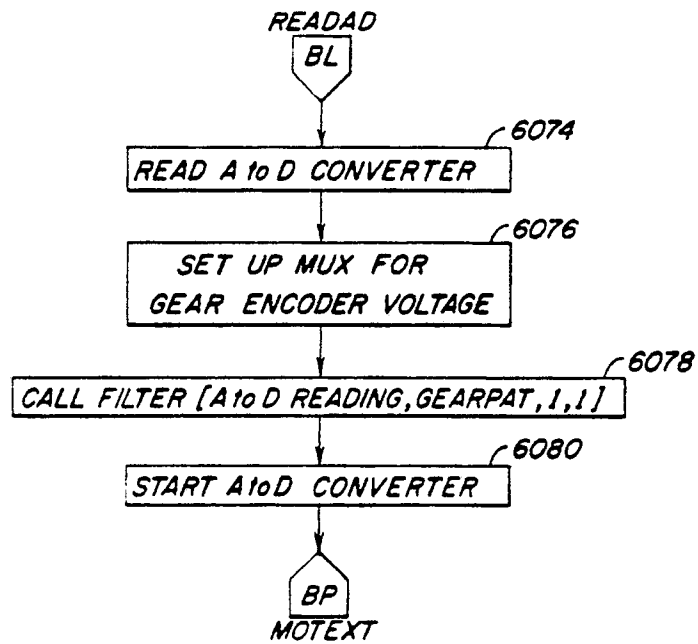 READAD
BL
6074
READ A to D CONVERTER
6076
SET UP MUX FOR
GEAR ENCODER VOLTAGE
6078
CALL FILTER [A to D READING, GEARPAT, 1, 1]
6080
START A to D CONVERTER
BP
MOTEXT